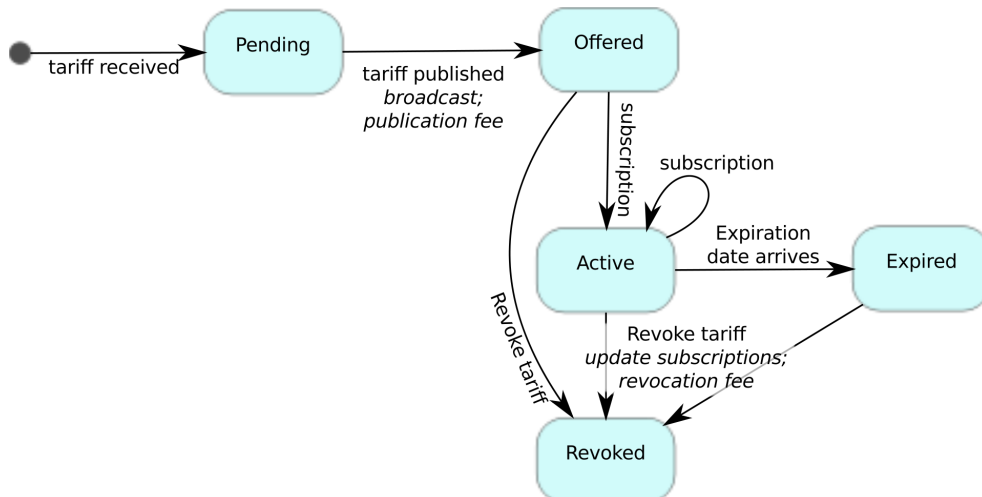 Pending
Offered
tariff received
tariff published
broadcast;
publication fee
subscription
subscription
Expiration
date arrives
Active
Expired
Revoke tariff
Revoke tariff
update subscriptions;
revocation fee
Revoked